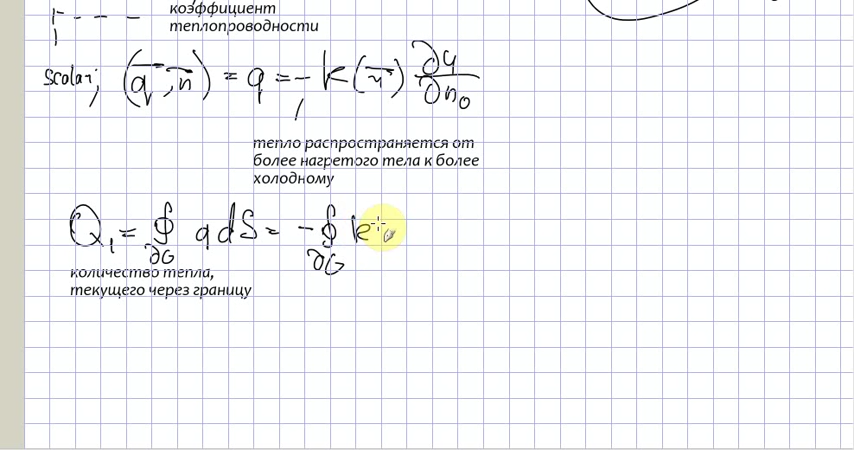 коэффициент
теплопроводности
scalar; (q̅, n̅) = q = - k(r̅) ∂u/∂n₀
тепло распространяется от
более нагретого тела к более
холодному
Q₁ = ∮ q dS = - ∮ k
∂G ∂G
количество тепла,
текущего через границу